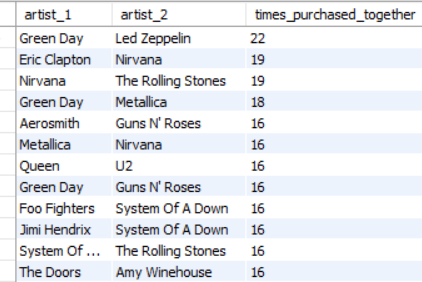 artist_1 artist_2 times_purchased_together
Green Day Led Zeppelin 22
Eric Clapton Nirvana 19
Nirvana The Rolling Stones 19
Green Day Metallica 18
Aerosmith Guns N' Roses 16
Metallica Nirvana 16
Queen U2 16
Green Day Guns N' Roses 16
Foo Fighters System Of A Down 16
Jimi Hendrix System Of A Down 16
System Of ... The Rolling Stones 16
The Doors Amy Winehouse 16